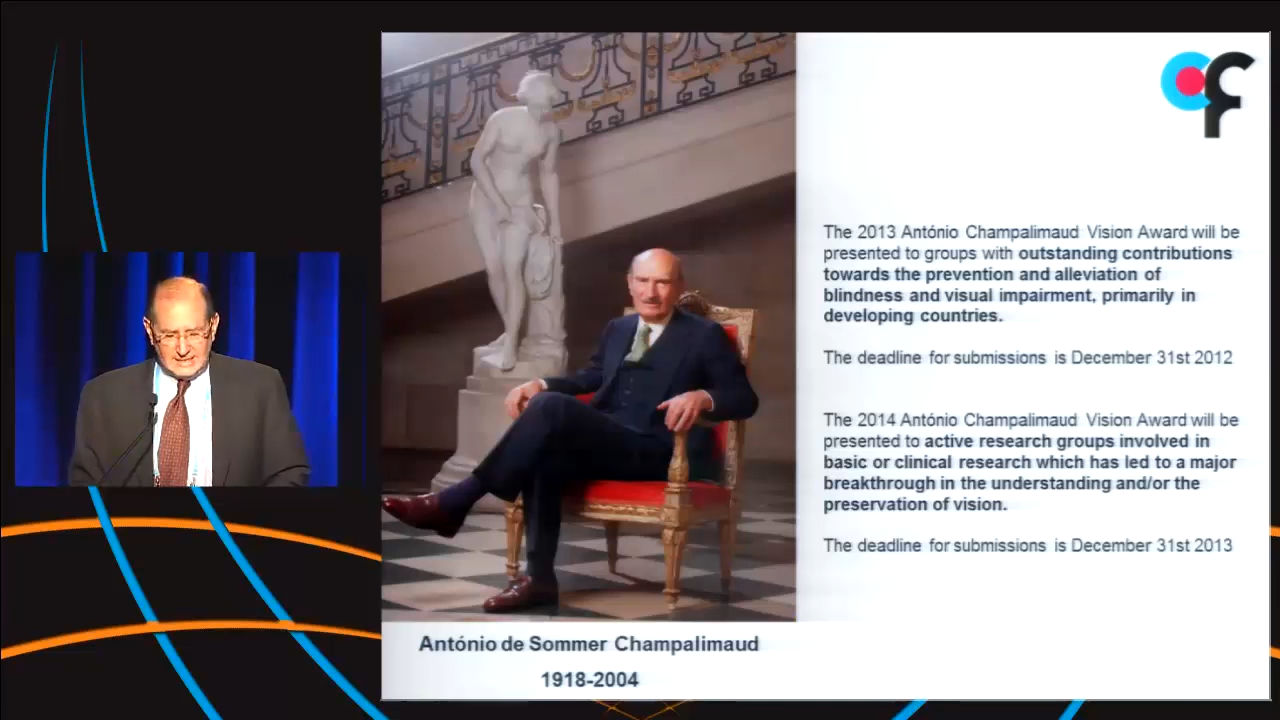 cf
The 2013 António Champalimaud Vision Award will be
presented to groups with outstanding contributions
towards the prevention and alleviation of
blindness and visual impairment, primarily in
developing countries.
The deadline for submissions is December 31st 2012
The 2014 António Champalimaud Vision Award will be
presented to active research groups involved in
basic or clinical research which has led to a major
breakthrough in the understanding and/or the
preservation of vision.
The deadline for submissions is December 31st 2013
António de Sommer Champalimaud
1918-2004